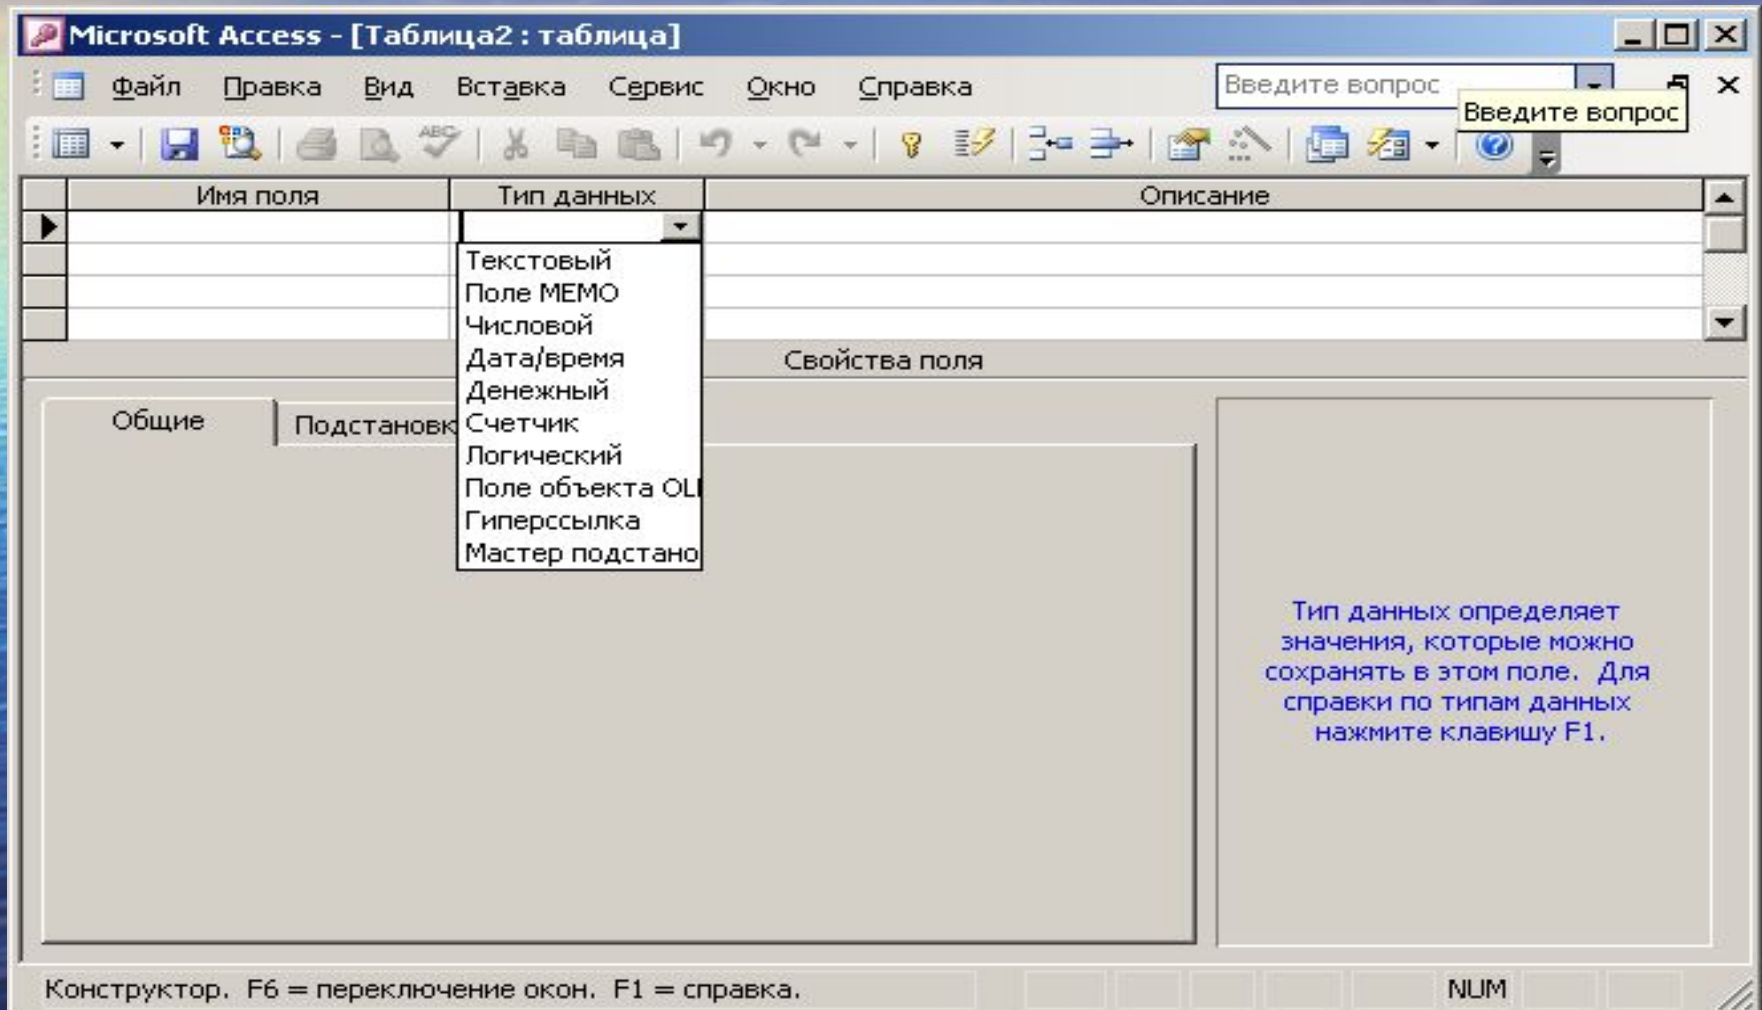 Microsoft Access - [Таблица2 : таблица]
Файл Правка Вид Вставка Сервис Окно Справка Введите вопрос
Введите вопрос
ABC
Имя поля Тип данных Описание
Текстовый
Поле MEMO
Числовой
Дата/время
Денежный
Счетчик
Логический
Поле объекта OL
Гиперссылка
Мастер подстано
Свойства поля
Общие Подстановк
Тип данных определяет
значения, которые можно
сохранять в этом поле. Для
справки по типам данных
нажмите клавишу F1.
Конструктор. F6 = переключение окон. F1 = справка. NUM